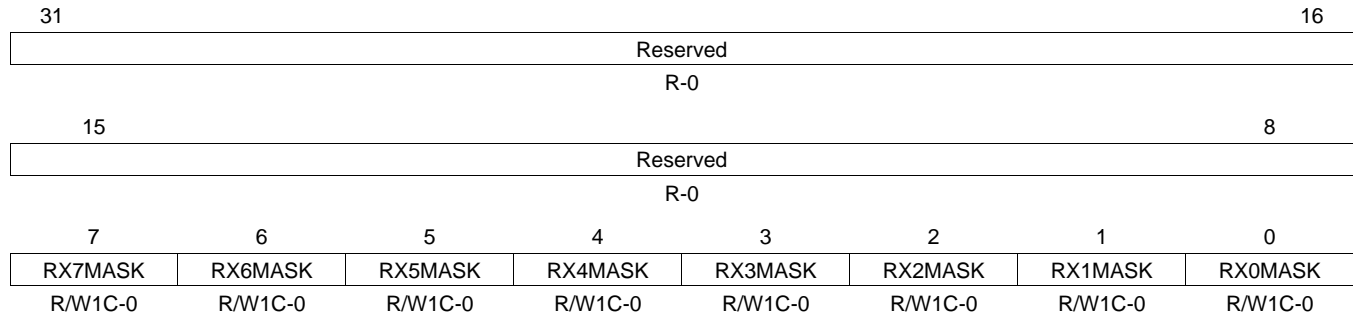 31 16
Reserved
R-0
15 8
Reserved
R-0
7 6 5 4 3 2 1 0
RX7MASK RX6MASK RX5MASK RX4MASK RX3MASK RX2MASK RX1MASK RX0MASK
R/W1C-0 R/W1C-0 R/W1C-0 R/W1C-0 R/W1C-0 R/W1C-0 R/W1C-0 R/W1C-0